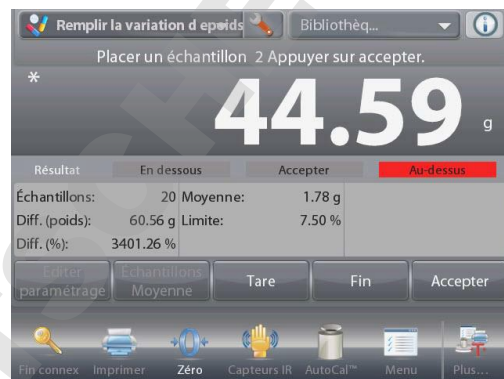 Remplir la variation d epoids
Bibliothèq...
Placer un échantillon 2 Appuyer sur accepter.
*
44.59 g
Résultat En dessous Accepter Au-dessus
Échantillons: 20 Moyenne: 1.78 g
Diff. (poids): 60.56 g Limite: 7.50 %
Diff. (%): 3401.26 %
Éditer paramétrage
Échantillons Moyenne
Tare
Fin
Accepter
Fin connex Imprimer Zéro Capteurs IR AutoCal™ Menu Plus...